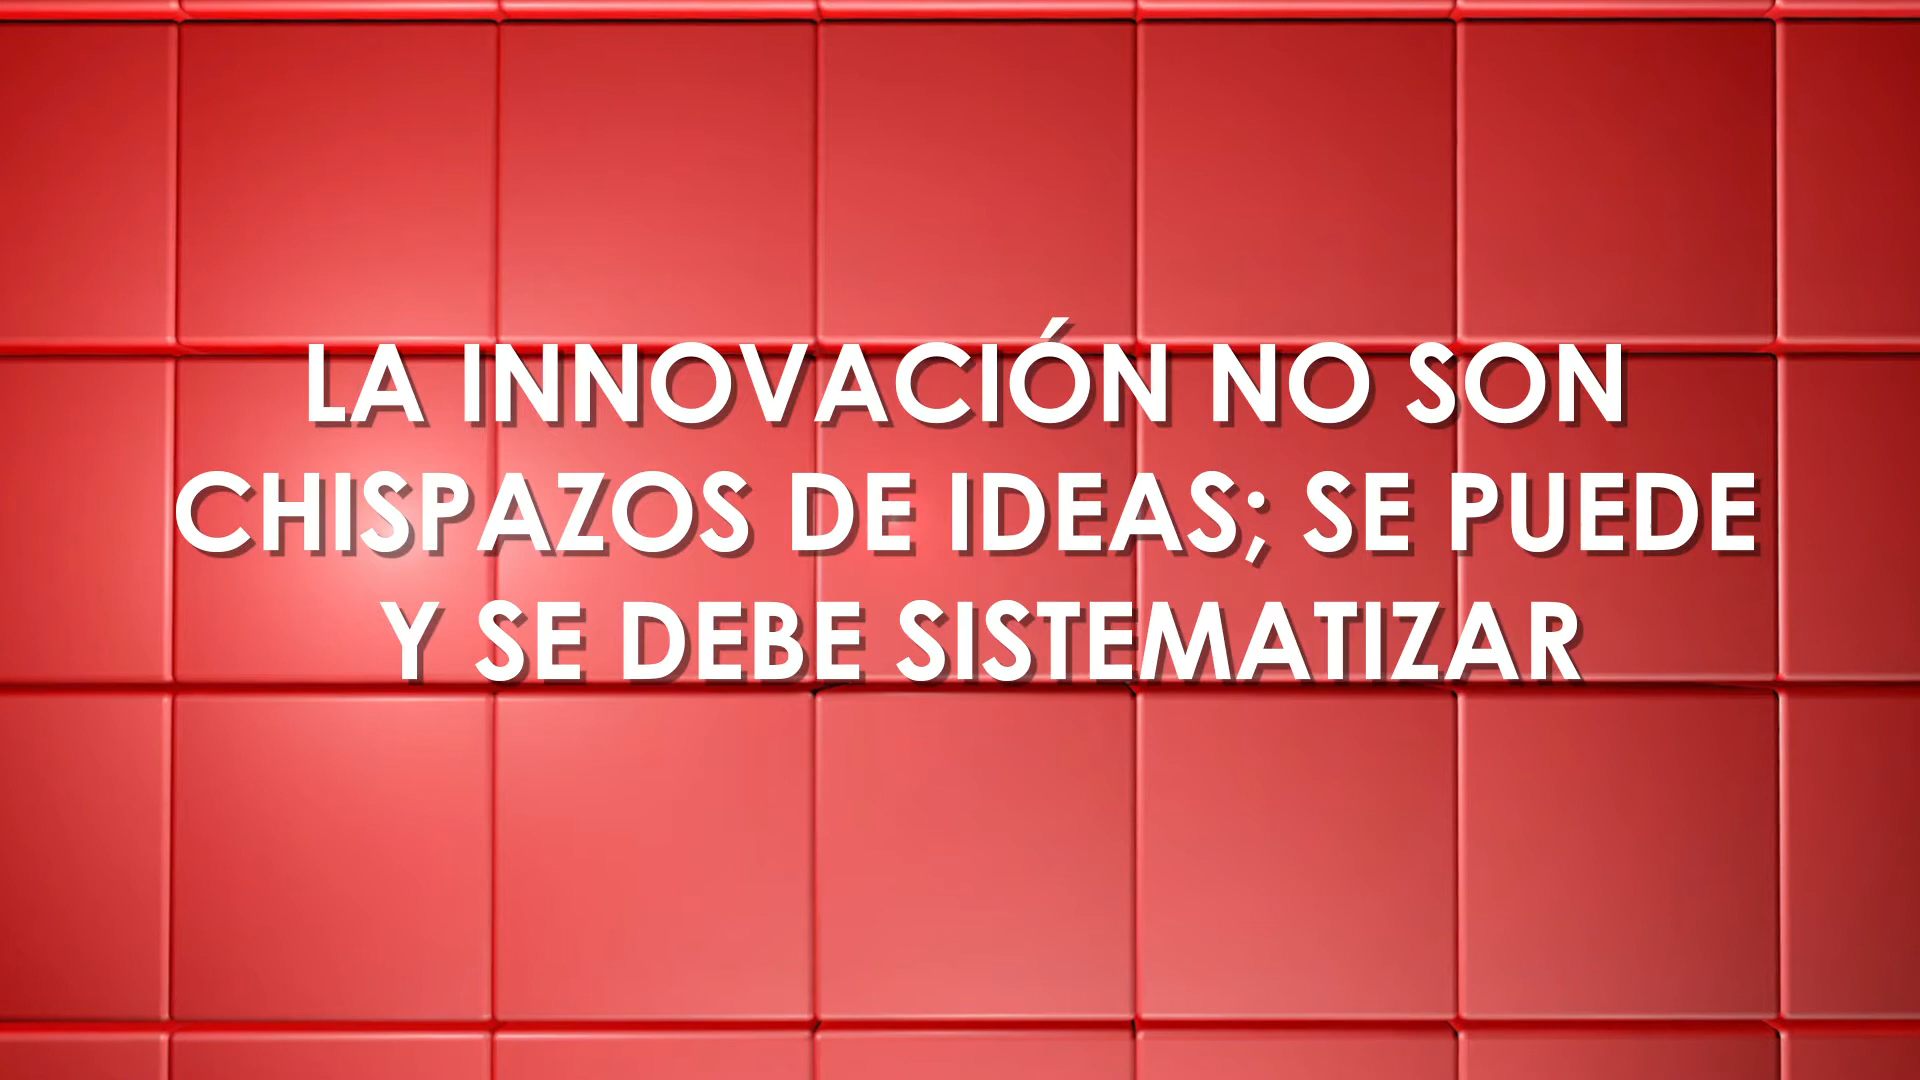 LA INNOVACIÓN NO SON
CHISPAZOS DE IDEAS; SE PUEDE
Y SE DEBE SISTEMATIZAR